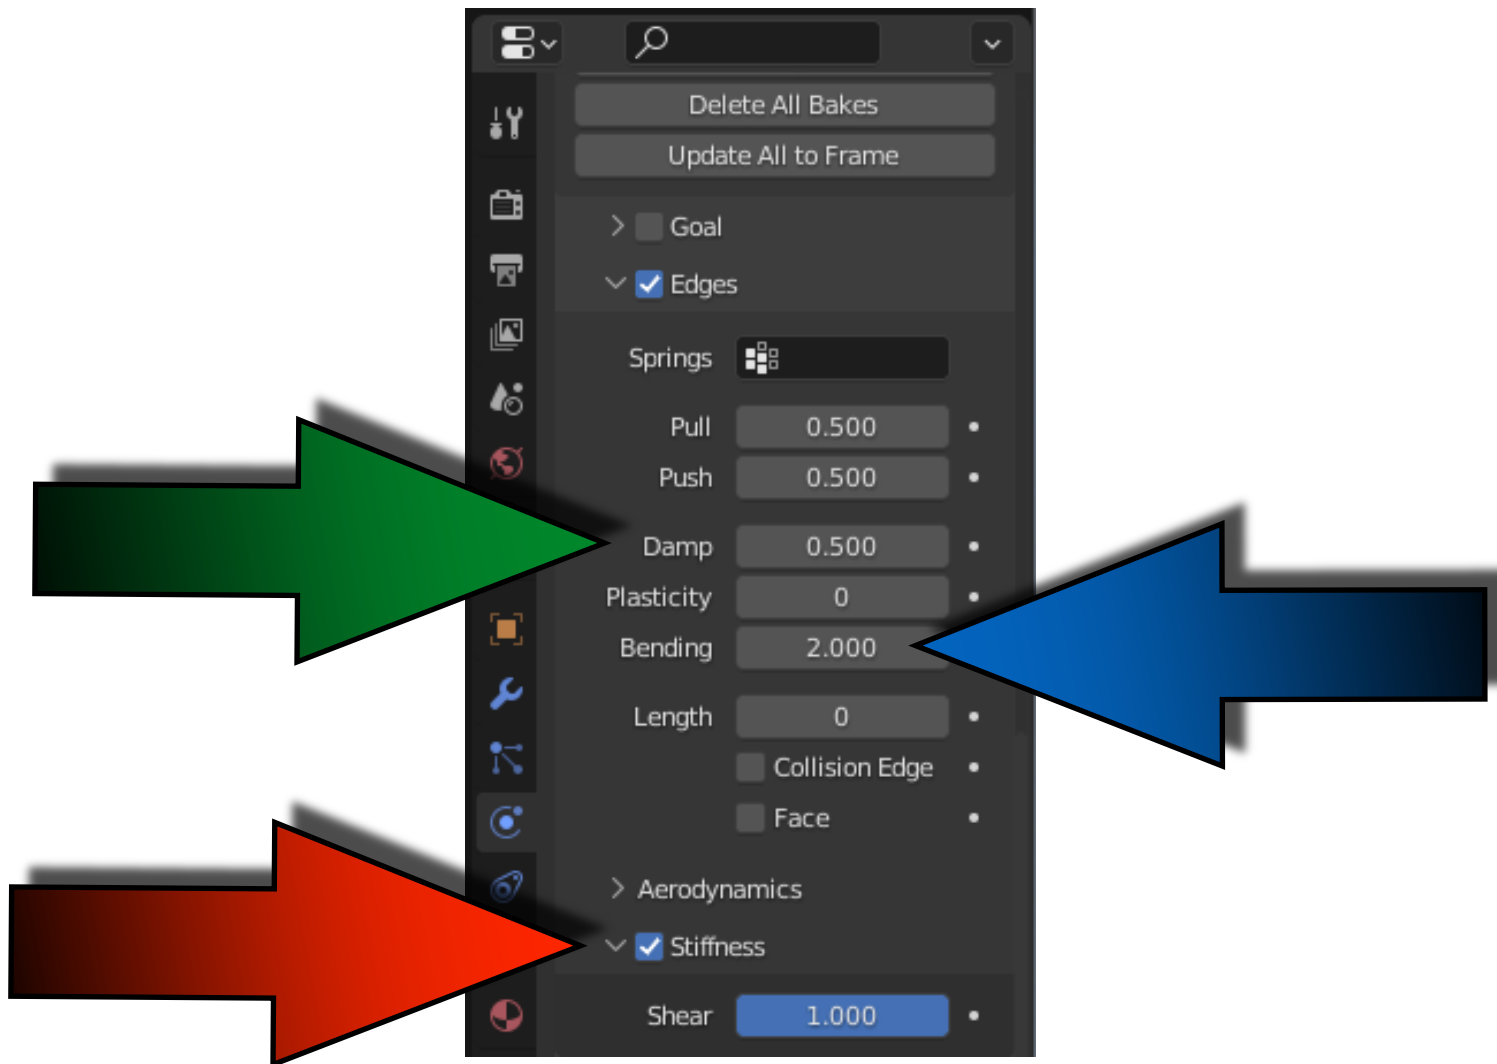 Delete All Bakes
Update All to Frame
Goal
Edges
Springs
Pull 0.500
Push 0.500
Damp 0.500
Plasticity 0
Bending 2.000
Length 0
Collision Edge
Face
Aerodynamics
Stiffness
Shear 1.000